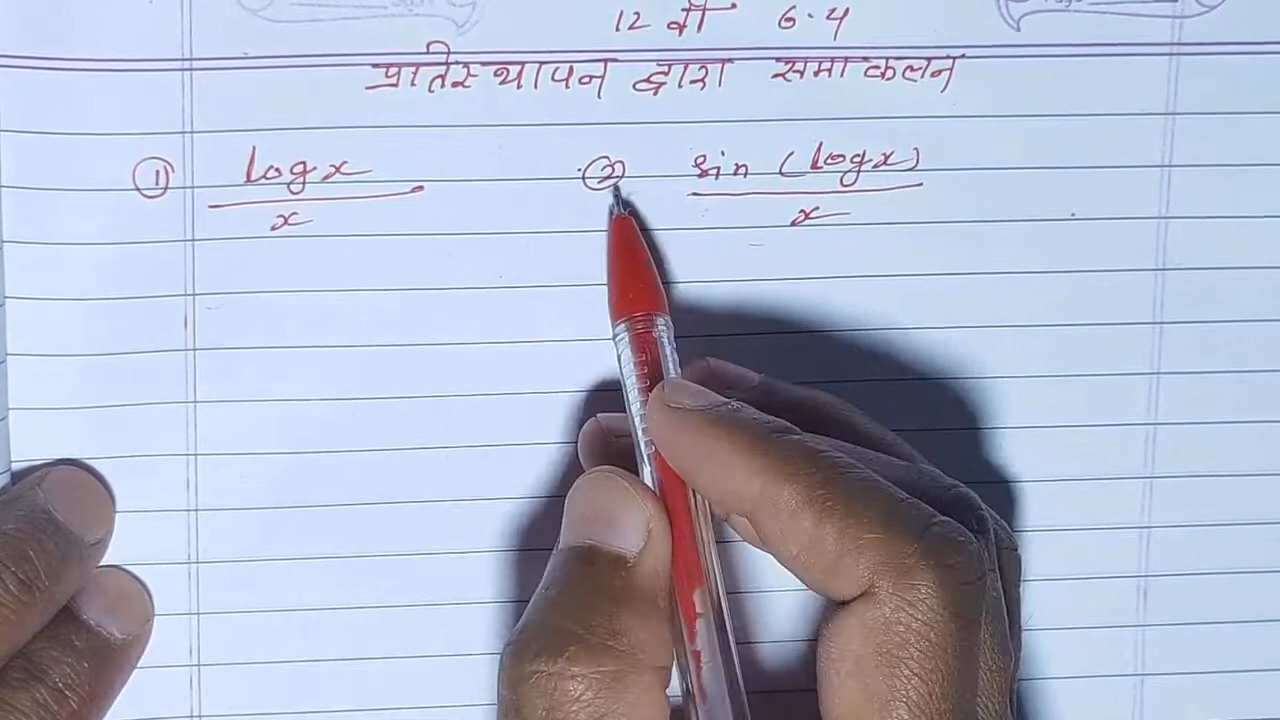 12 वीं 6.4
प्रतिस्थापन द्वारा समाकलन
① log x / x ② sin (log x) / x